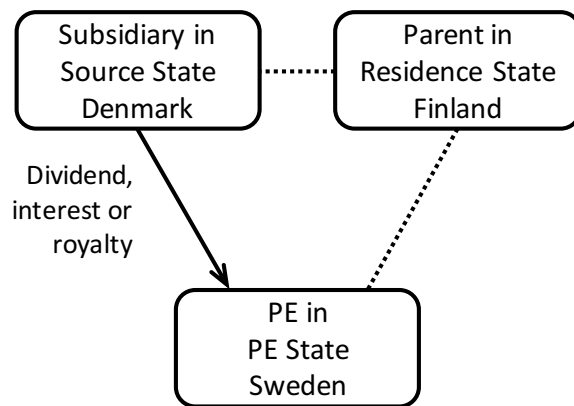 Subsidiary in
Source State
Denmark
Parent in
Residence State
Finland
Dividend,
interest or
royalty
PE in
PE State
Sweden